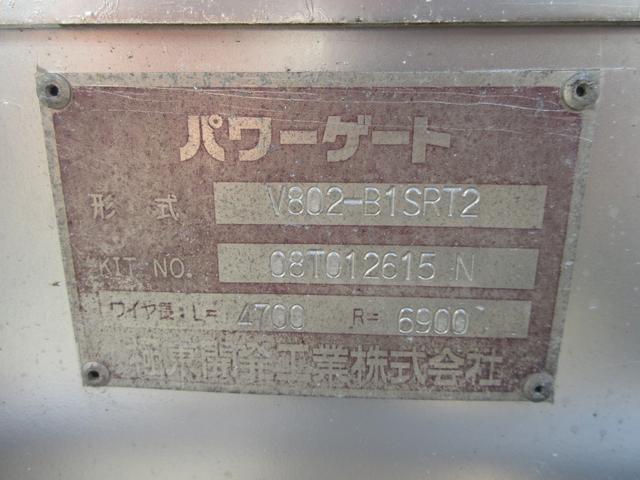 パワーゲート
形式 V802-B1SRT2
KIT NO. 08T012615 N
ワイヤ長:L= 4700 R= 6900
極東開発工業株式会社